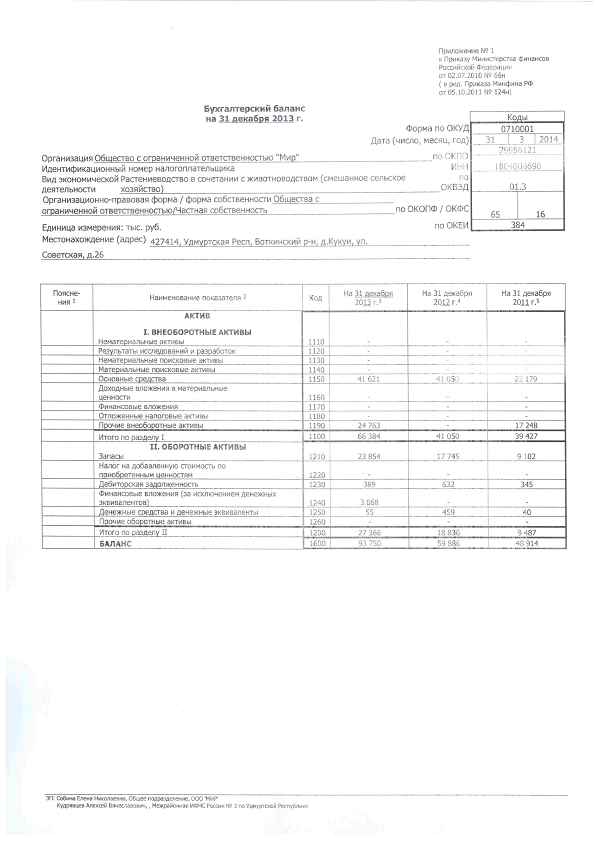 Приложение № 1
к Приказу Министерства финансов
Российской Федерации
от 02.07.2010 № 66н
( в ред. Приказа Минфина РФ
от 05.10.2011 № 124н)
Бухгалтерский баланс
на 31 декабря 2013 г.
Коды
Форма по ОКУД 0710001
Дата (число, месяц, год) 31 3 2014
Организация Общество с ограниченной ответственностью "Мир" по ОКПО 79956121
Идентификационный номер налогоплательщика ИНН 1804003690
Вид экономической Растениеводство в сочетании с животноводством (смешанное сельское по
деятельности хозяйство) ОКВЭД 01.3
Организационно-правовая форма / форма собственности Общества с
ограниченной ответственностью/Частная собственность по ОКОПФ / ОКФС 65 16
Единица измерения: тыс. руб. по ОКЕИ 384
Местонахождение (адрес) 427414, Удмуртская Респ, Воткинский р-н, д.Кукуи, ул.
Советская, д.26
Поясне- На 31 декабря На 31 декабря На 31 декабря
ния 1 Наименование показателя 2 Код 2013 г.3 2012 г.4 2011 г.5
АКТИВ
I. ВНЕОБОРОТНЫЕ АКТИВЫ
Нематериальные активы 1110 - - -
Результаты исследований и разработок 1120 - - -
Нематериальные поисковые активы 1130 - - -
Материальные поисковые активы 1140 - - -
Основные средства 1150 41 621 41 050 22 179
Доходные вложения в материальные
ценности 1160 - - -
Финансовые вложения 1170 - - -
Отложенные налоговые активы 1180 - - -
Прочие внеоборотные активы 1190 24 763 - 17 248
Итого по разделу I 1100 66 384 41 050 39 427
II. ОБОРОТНЫЕ АКТИВЫ
Запасы 1210 23 854 17 745 9 102
Налог на добавленную стоимость по
приобретенным ценностям 1220 - - -
Дебиторская задолженность 1230 389 632 345
Финансовые вложения (за исключением денежных
эквивалентов) 1240 3 068 - -
Денежные средства и денежные эквиваленты 1250 55 459 40
Прочие оборотные активы 1260 - - -
Итого по разделу II 1200 27 366 18 836 9 487
БАЛАНС 1600 93 750 59 886 48 914
ЭП: Собина Елена Николаевна, Общее подразделение, ООО "МИР"
Кудрявцев Алексей Вячеславович, , Межрайонная ИФНС России № 3 по Удмуртской Республике